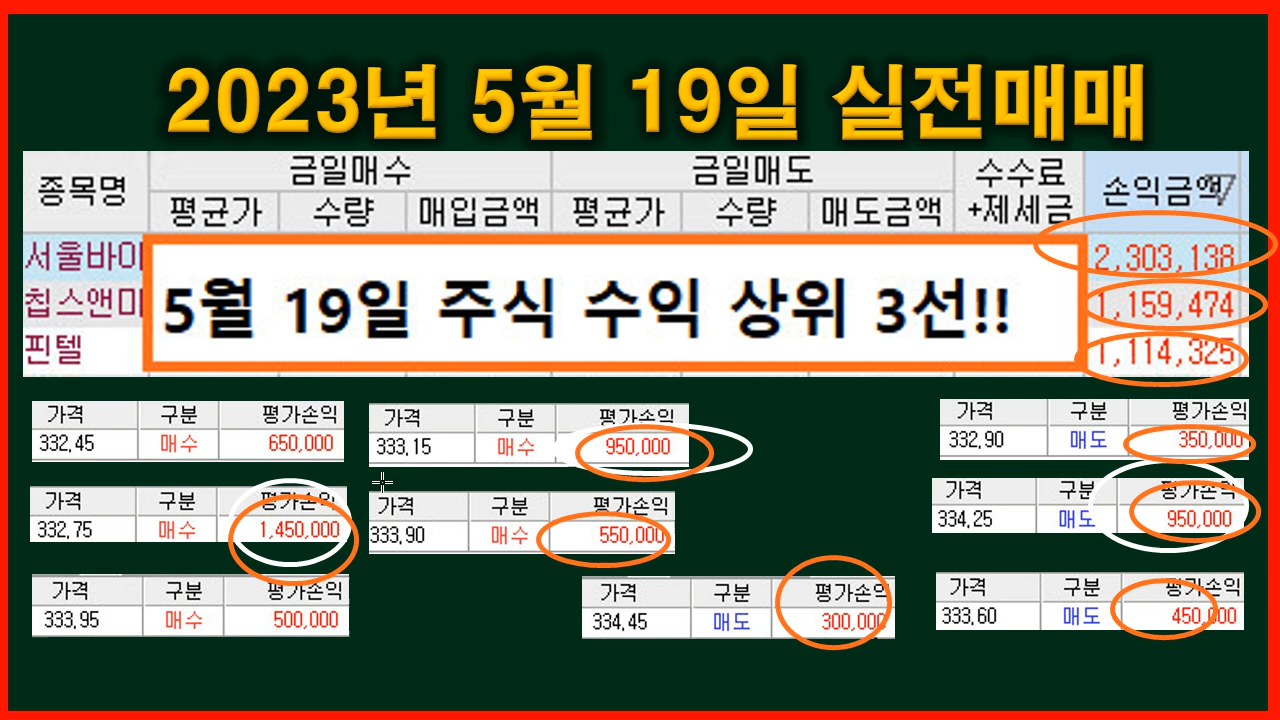 2023년 5월 19일 실전매매
종목명 금일매수 금일매도 수수료 +제세금 손익금액
평균가 수량 매입금액 평균가 수량 매도금액
서울바이 2,303,138
칩스앤미 1,159,474
핀텔 1,114,325
5월 19일 주식 수익 상위 3선!!
가격 구분 평가손익
332,45 매수 650,000
가격 구분 평가손익
333,15 매수 950,000
가격 구분 평가손익
332,90 매도 350,000
가격 구분 평가손익
332,75 매수 1,450,000
가격 구분 평가손익
333,90 매수 550,000
가격 구분 평가손익
334,25 매도 950,000
가격 구분 평가손익
333,95 매수 500,000
가격 구분 평가손익
334,45 매도 300,000
가격 구분 평가손익
333,60 매도 450,000